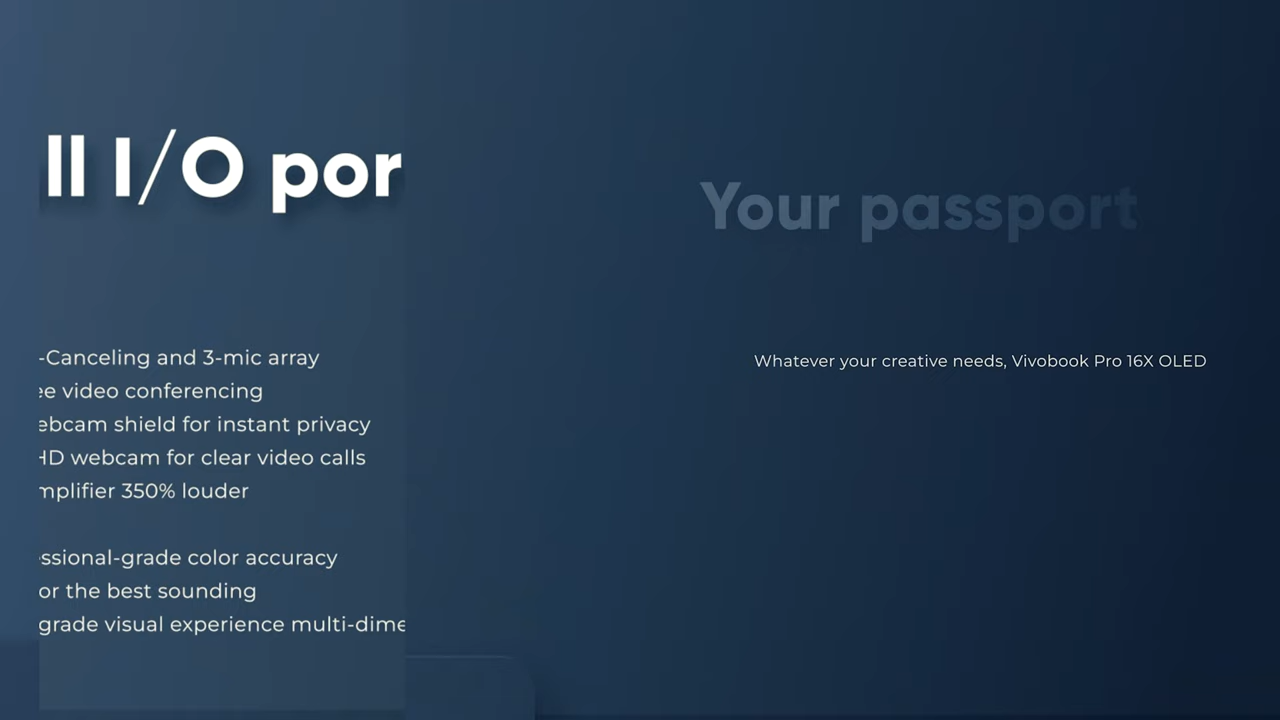 ll I/O por
-Canceling and 3-mic array
ee video conferencing
ebcam shield for instant privacy
HD webcam for clear video calls
mplifier 350% louder
ssional-grade color accuracy
or the best sounding
grade visual experience multi-dime
Your passport
Whatever your creative needs, Vivobook Pro 16X OLED